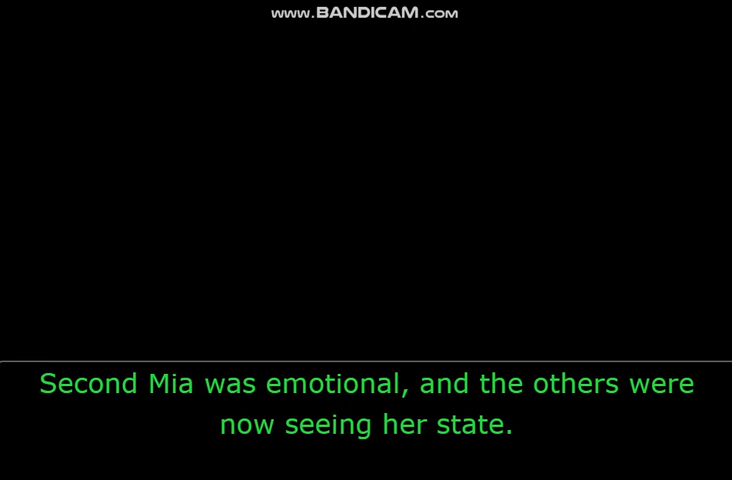 www.BANDICAM.com
Second Mia was emotional, and the others were
now seeing her state.